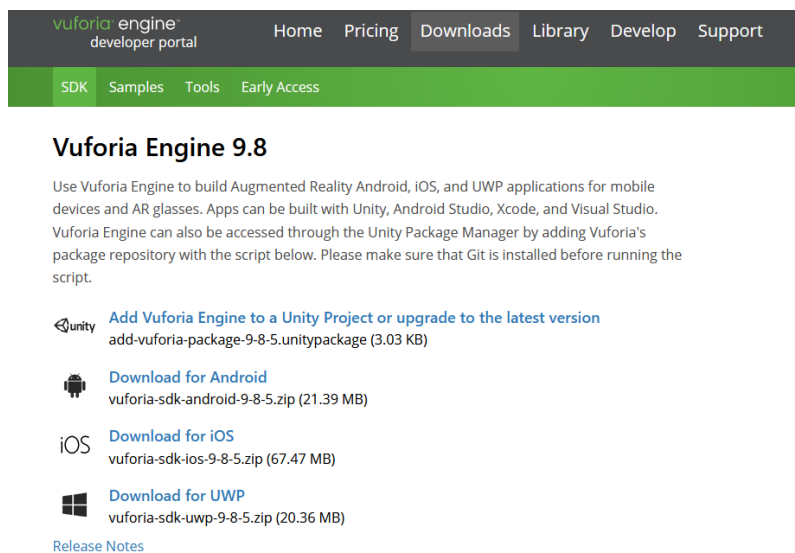 vuforia engine
developer portal
Home Pricing Downloads Library Develop Support
SDK Samples Tools Early Access
Vuforia Engine 9.8
Use Vuforia Engine to build Augmented Reality Android, iOS, and UWP applications for mobile
devices and AR glasses. Apps can be built with Unity, Android Studio, Xcode, and Visual Studio.
Vuforia Engine can also be accessed through the Unity Package Manager by adding Vuforia's
package repository with the script below. Please make sure that Git is installed before running the
script.
unity
Add Vuforia Engine to a Unity Project or upgrade to the latest version
add-vuforia-package-9-8-5.unitypackage (3.03 KB)
Download for Android
vuforia-sdk-android-9-8-5.zip (21.39 MB)
iOS
Download for iOS
vuforia-sdk-ios-9-8-5.zip (67.47 MB)
Download for UWP
vuforia-sdk-uwp-9-8-5.zip (20.36 MB)
Release Notes